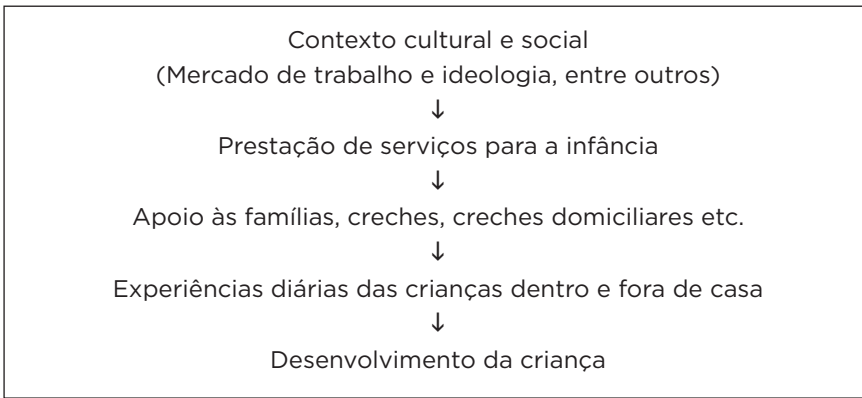 Contexto cultural e social
(Mercado de trabalho e ideologia, entre outros)
↓
Prestação de serviços para a infância
↓
Apoio às famílias, creches, creches domiciliares etc.
↓
Experiências diárias das crianças dentro e fora de casa
↓
Desenvolvimento da criança